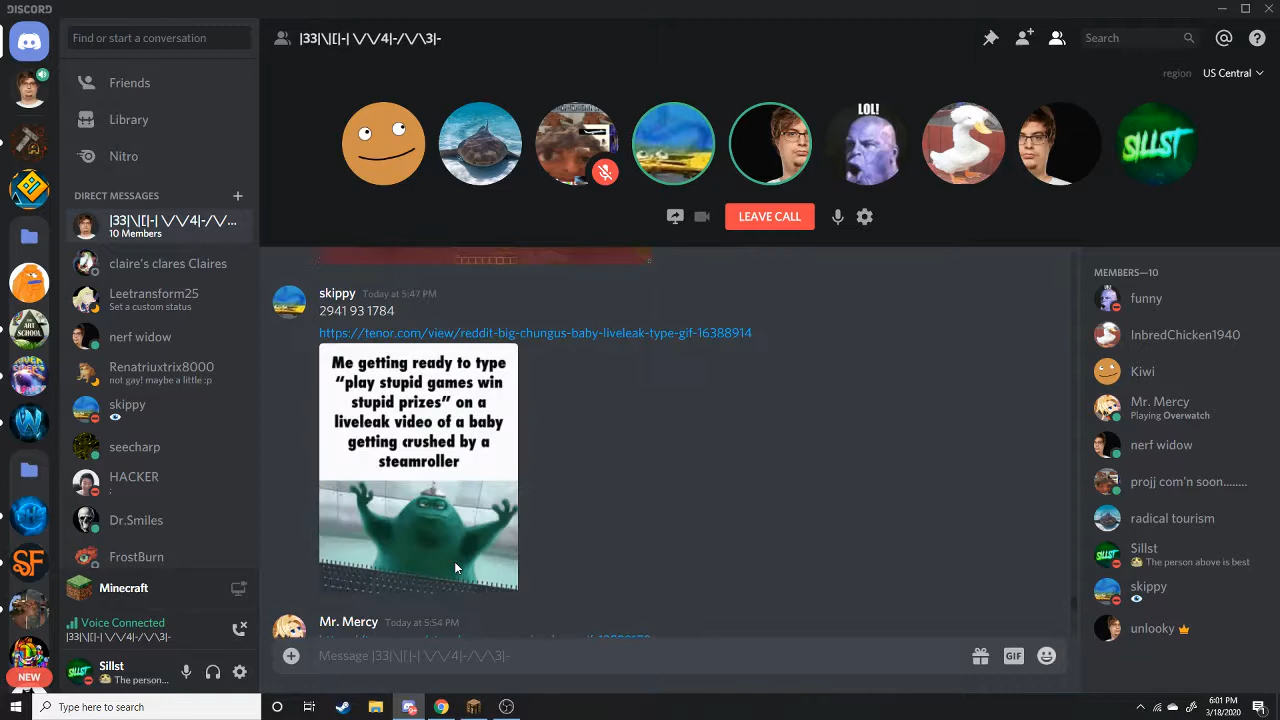 DISCORD
Find or start a conversation
|33|\|[|-| \/\/4|-/\/\3|-
Search
region
US Central
Friends
Library
Nitro
DIRECT MESSAGES
|33|\|[|-| \/\/4|-/\/...
10 Members
claire's clares Claires
Leetransform25
Set a custom status
nerf widow
Renatriuxtrix8000
not gay! maybe a little :p
skippy
seecharp
HACKER
:
Dr.Smiles
FrostBurn
Minecraft
Voice Connected
|33|\|[|-| \/\/4|-/\/\3|-
Sillst
The person...
NEW
LOL!
SILLST
LEAVE CALL
skippy Today at 5:47 PM
2941 93 1784
https://tenor.com/view/reddit-big-chungus-baby-liveleak-type-gif-16388914
Me getting ready to type
"play stupid games win
stupid prizes" on a
liveleak video of a baby
getting crushed by a
steamroller
Mr. Mercy Today at 5:54 PM
Message |33|\|[|-| \/\/4|-/\/\3|-
GIF
MEMBERS—10
funny
InbredChicken1940
Kiwi
Mr. Mercy
Playing Overwatch
nerf widow
projj com'n soon........
radical tourism
Sillst
The person above is best
skippy
unlooky
Type here to search
6:01 PM
3/18/2020